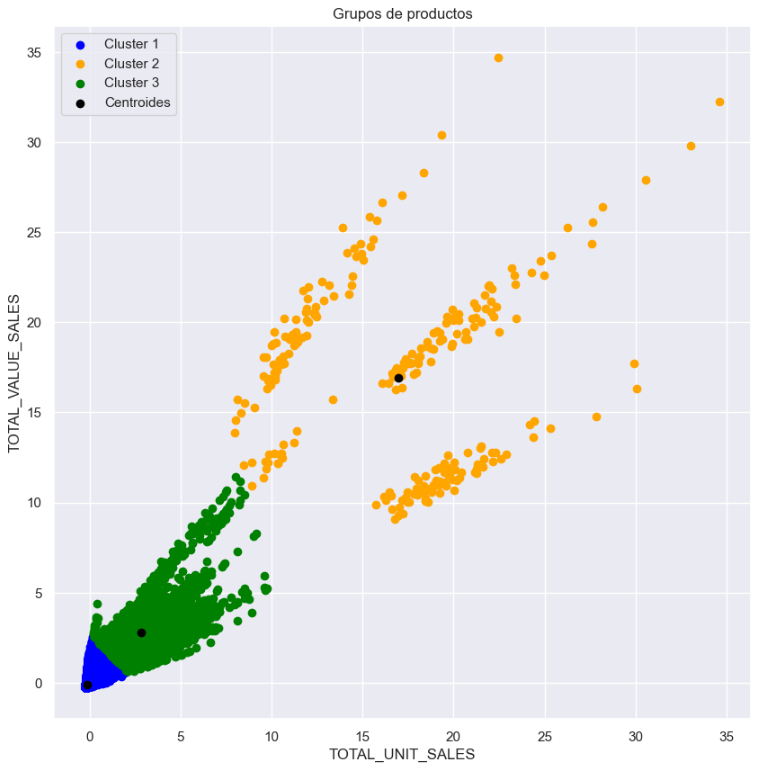 Grupos de productos
Cluster 1
Cluster 2
Cluster 3
Centroides
TOTAL_VALUE_SALES
35
30
25
20
15
10
5
0
0 5 10 15 20 25 30 35
TOTAL_UNIT_SALES